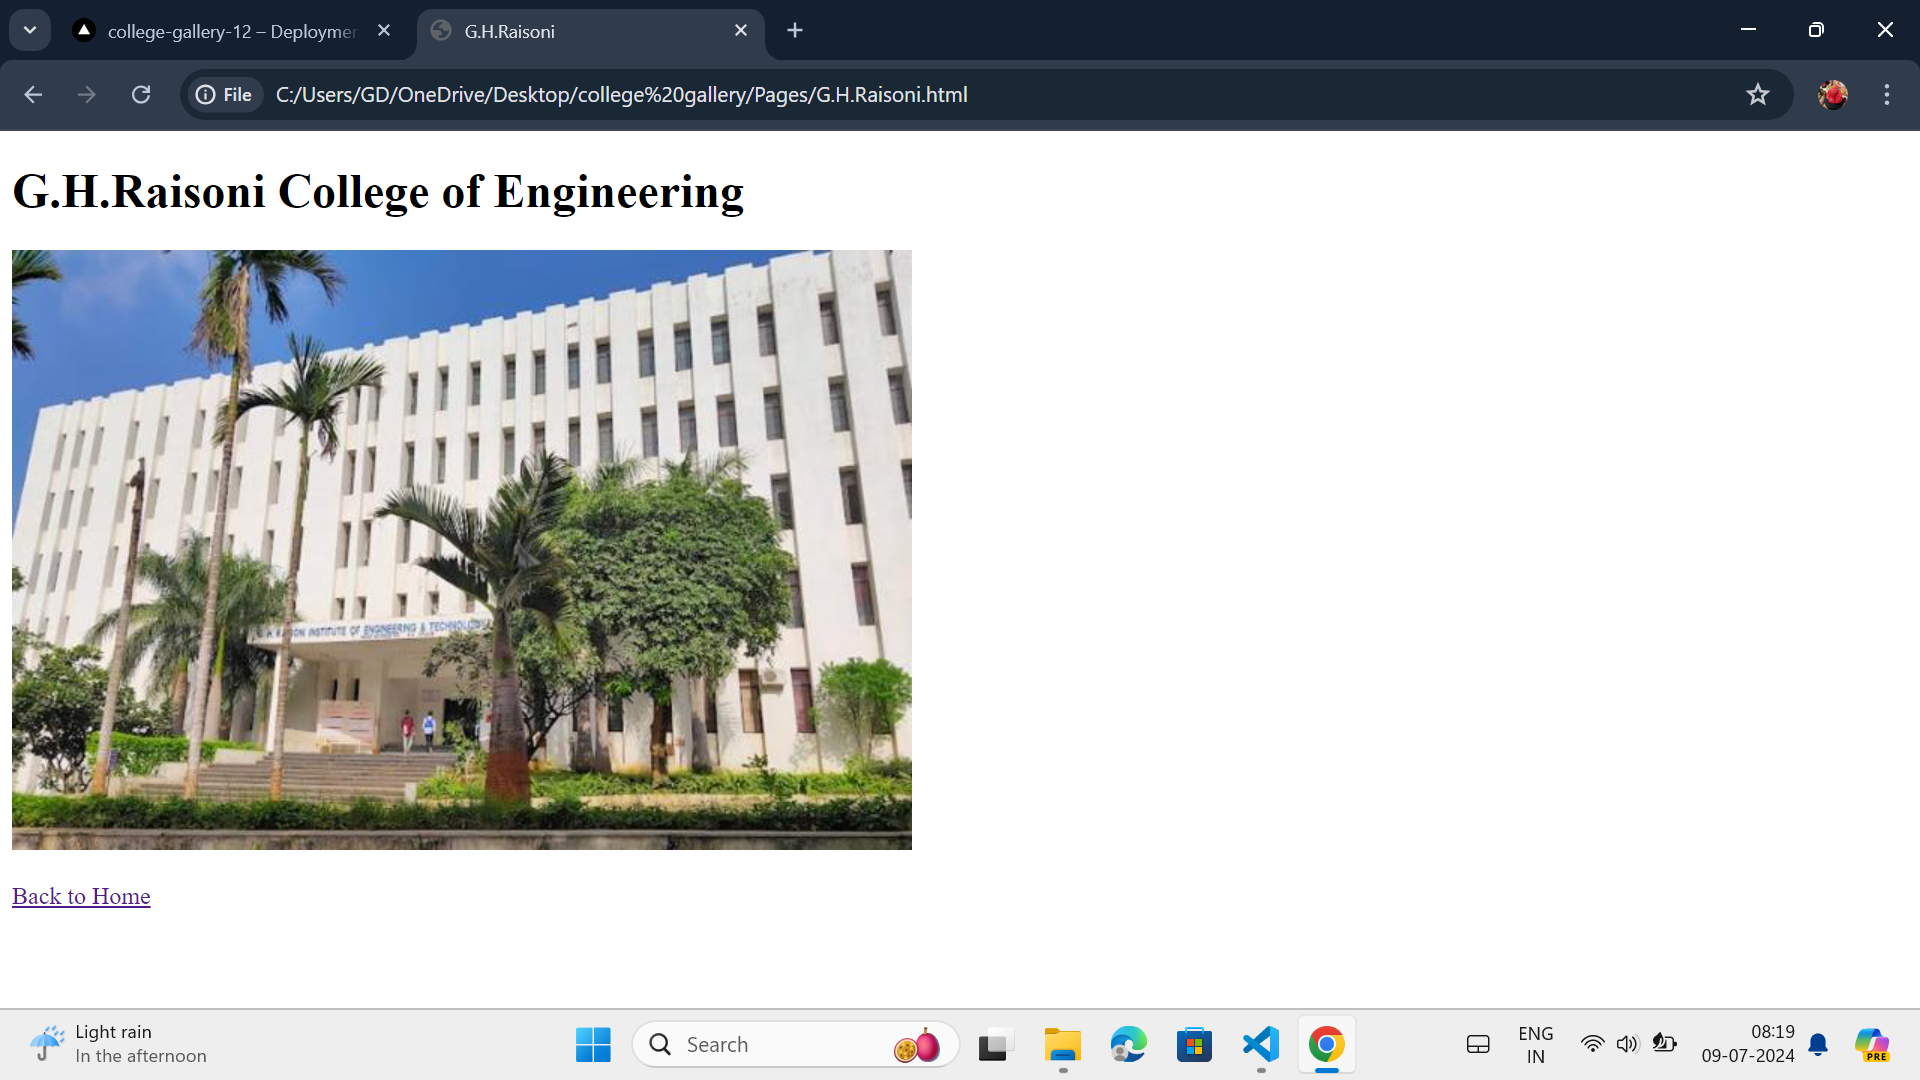 college-gallery-12 – Deployme
G.H.Raisoni
File
C:/Users/GD/OneDrive/Desktop/college%20gallery/Pages/G.H.Raisoni.html
G.H.Raisoni College of Engineering
INSTITUTE OF ENGINEERING & TECHNOLOGY
Back to Home
Light rain
In the afternoon
Search
ENG
IN
08:19
09-07-2024
PRE